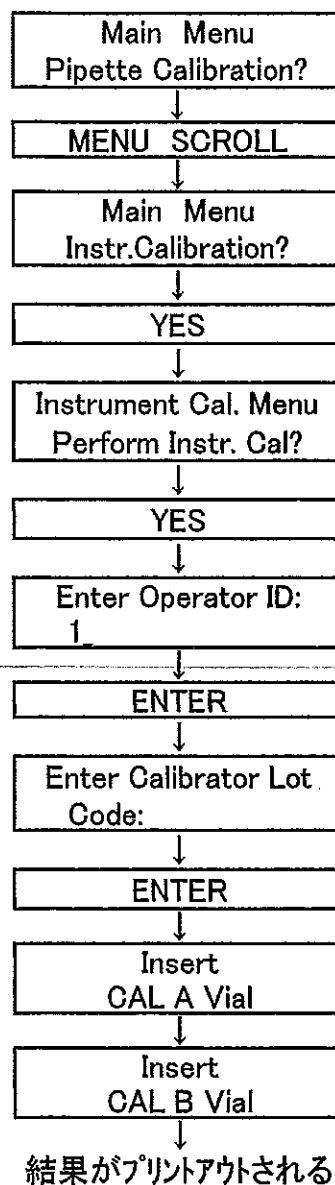 Main Menu
Pipette Calibration?
↓
MENU SCROLL
↓
Main Menu
Instr.Calibration?
↓
YES
↓
Instrument Cal. Menu
Perform Instr. Cal?
↓
YES
↓
Enter Operator ID:
1_
↓
ENTER
↓
Enter Calibrator Lot
Code:
↓
ENTER
↓
Insert
CAL A Vial
↓
Insert
CAL B Vial
↓
結果がプリントアウトされる